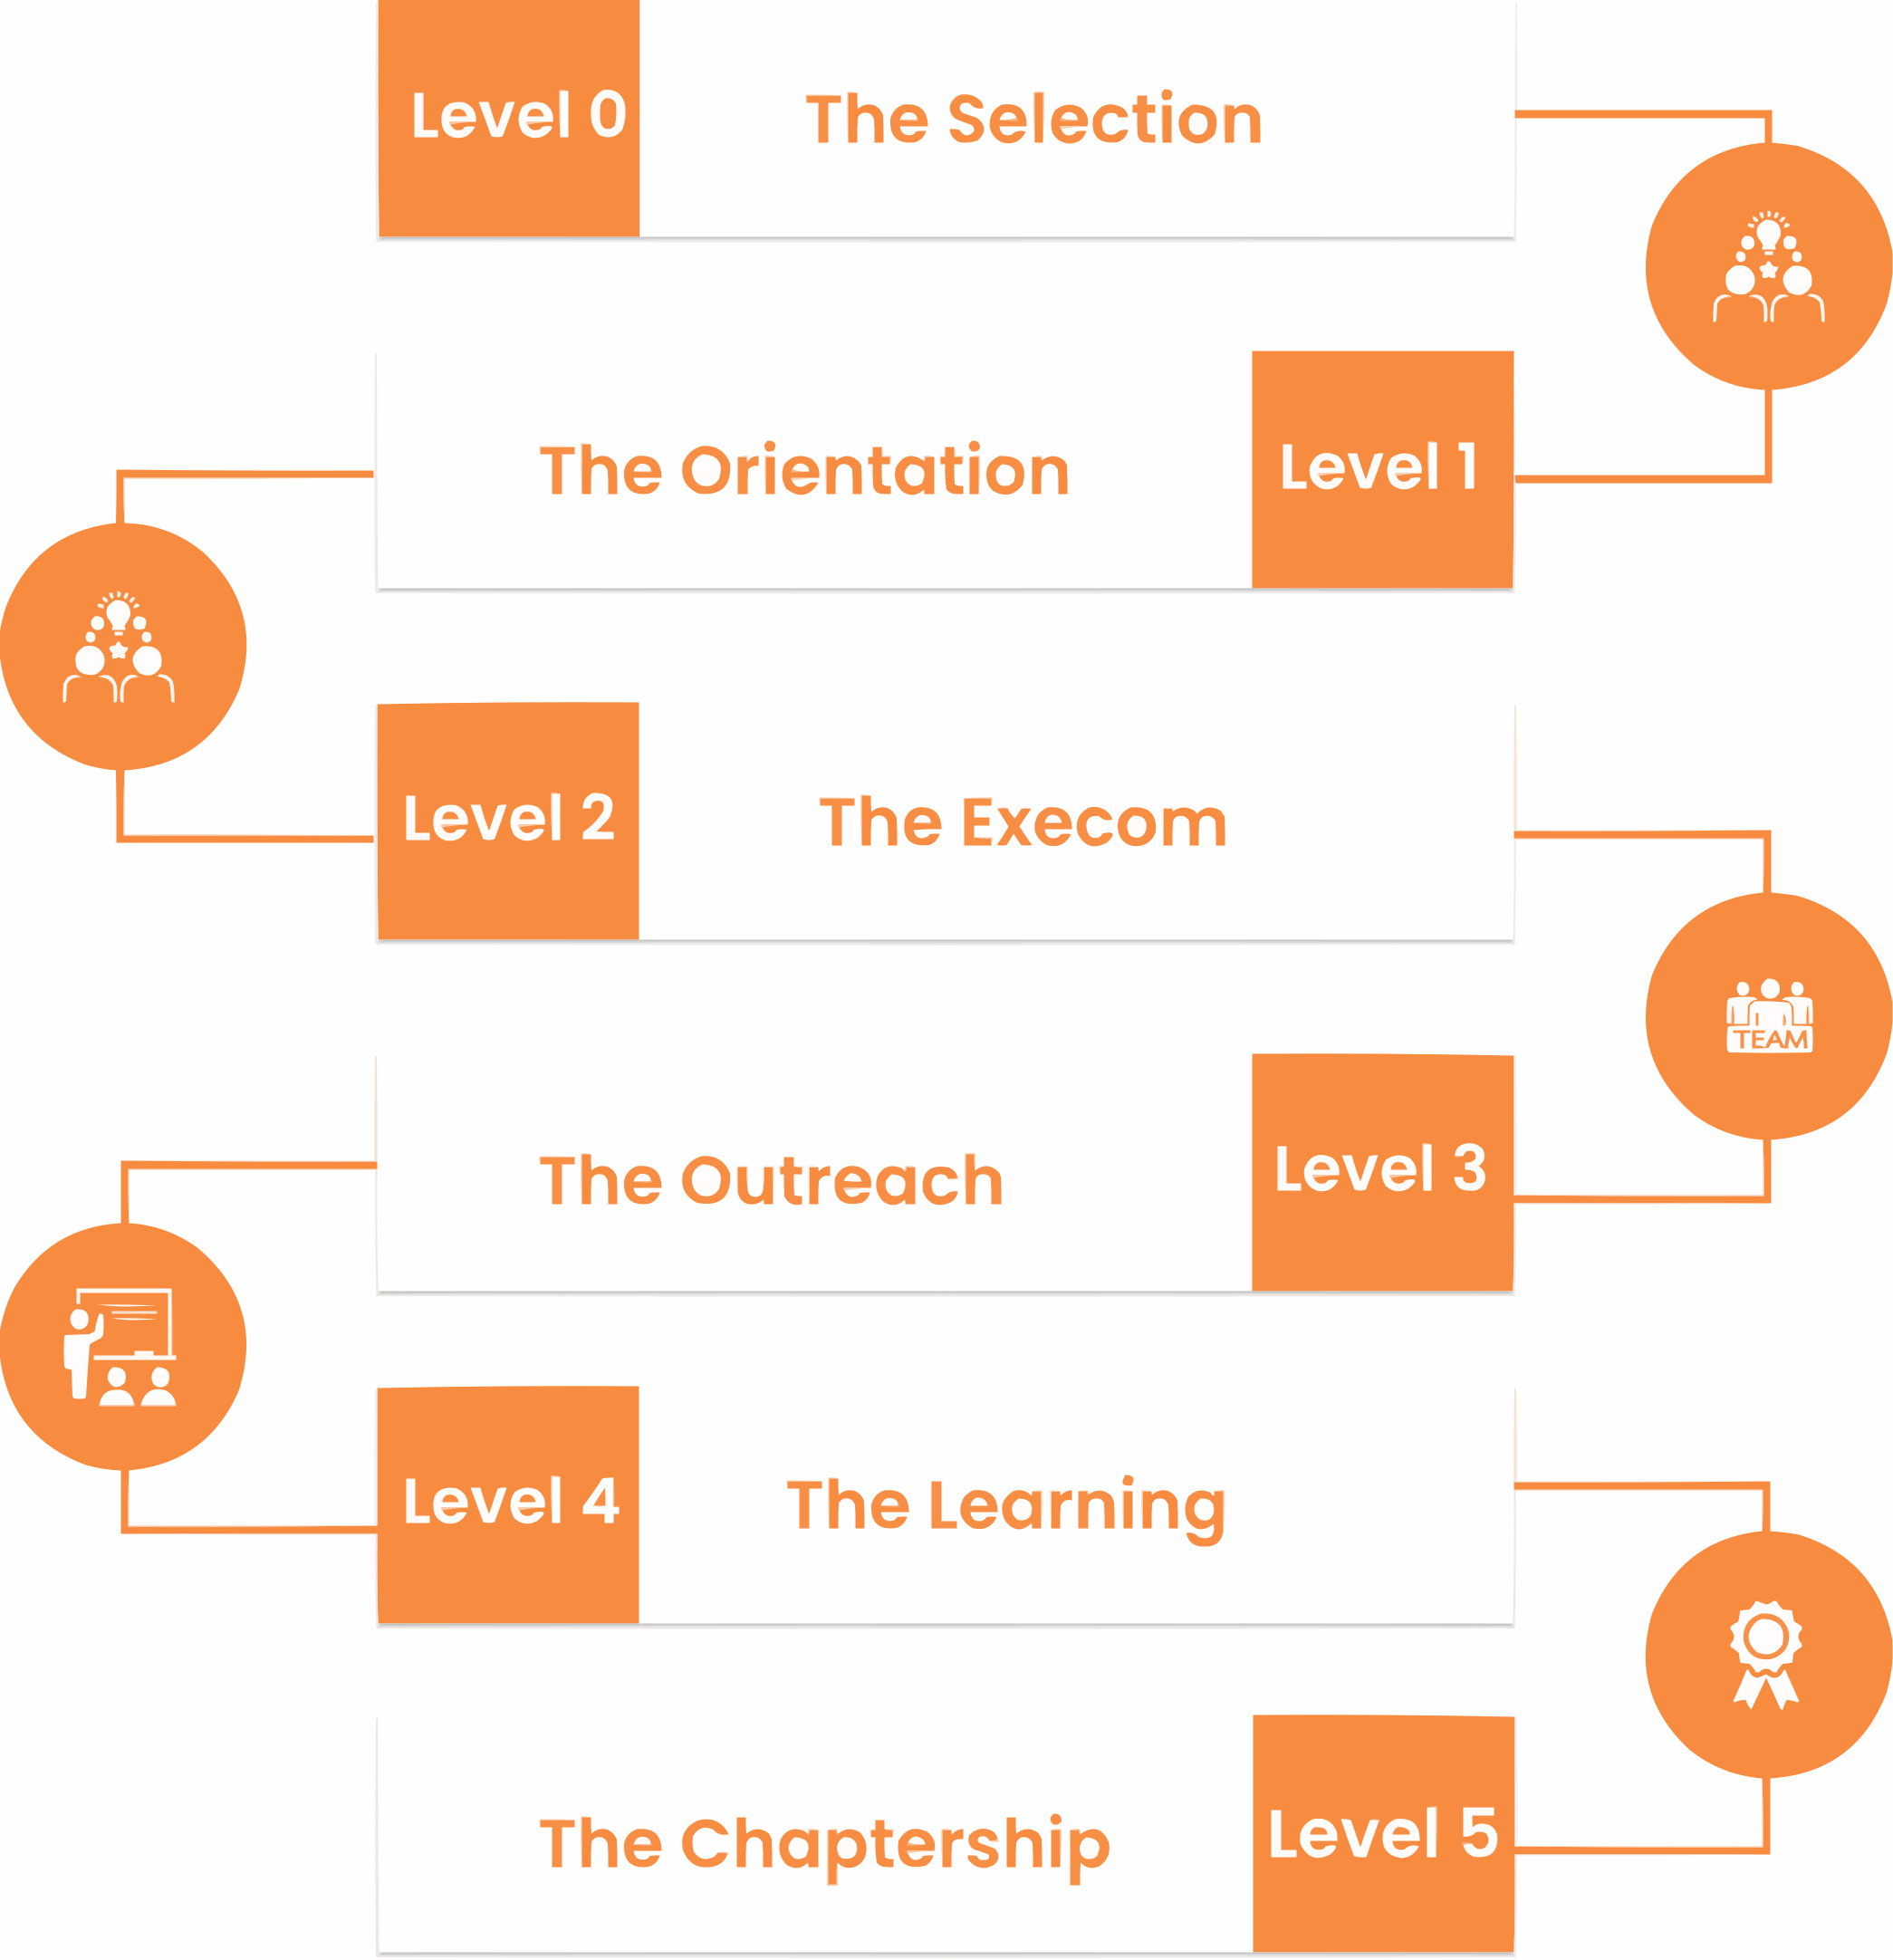 Level 0
The Selection
The Orientation
Level 1
Level 2
The Execom
TEAM
The Outreach
Level 3
Level 4
The Learning
The Chaptership
Level 5